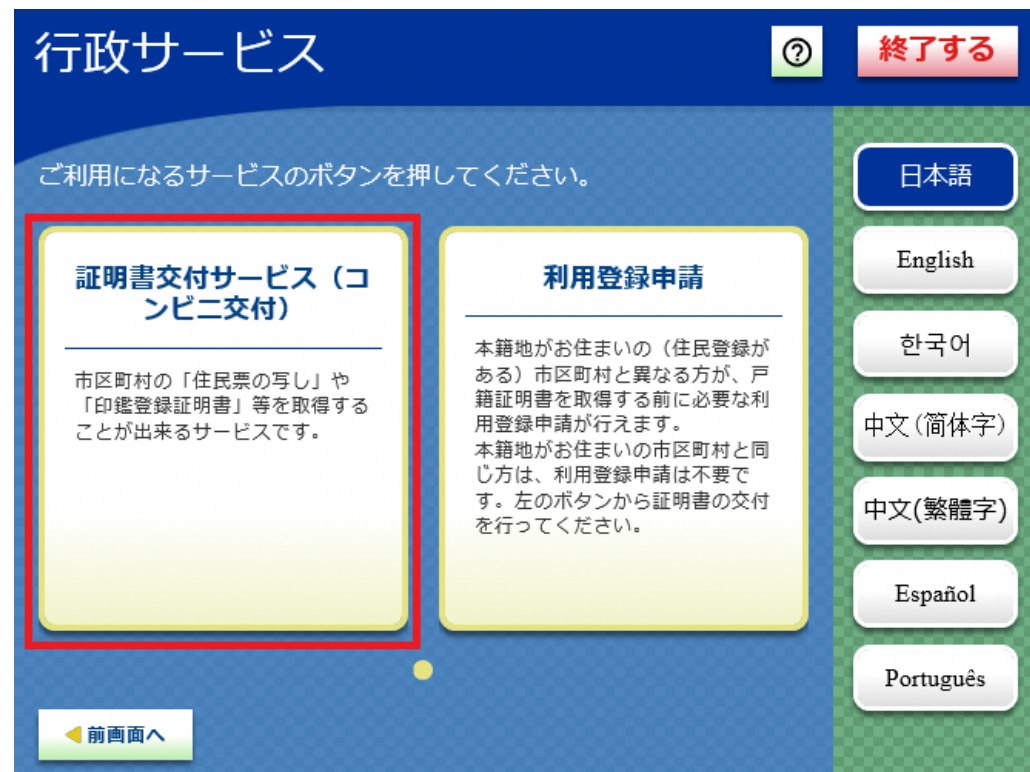 行政サービス
?
終了する
ご利用になるサービスのボタンを押してください。
証明書交付サービス（コ
ンビニ交付）
市区町村の「住民票の写し」や
「印鑑登録証明書」等を取得する
ことが出来るサービスです。
利用登録申請
本籍地がお住まいの（住民登録が
ある）市区町村と異なる方が、戸
籍証明書を取得する前に必要な利
用登録申請が行えます。
本籍地がお住まいの市区町村と同
じ方は、利用登録申請は不要で
す。左のボタンから証明書の交付
を行ってください。
日本語
English
한국어
中文(简体字)
中文(繁體字)
Español
Português
前画面へ